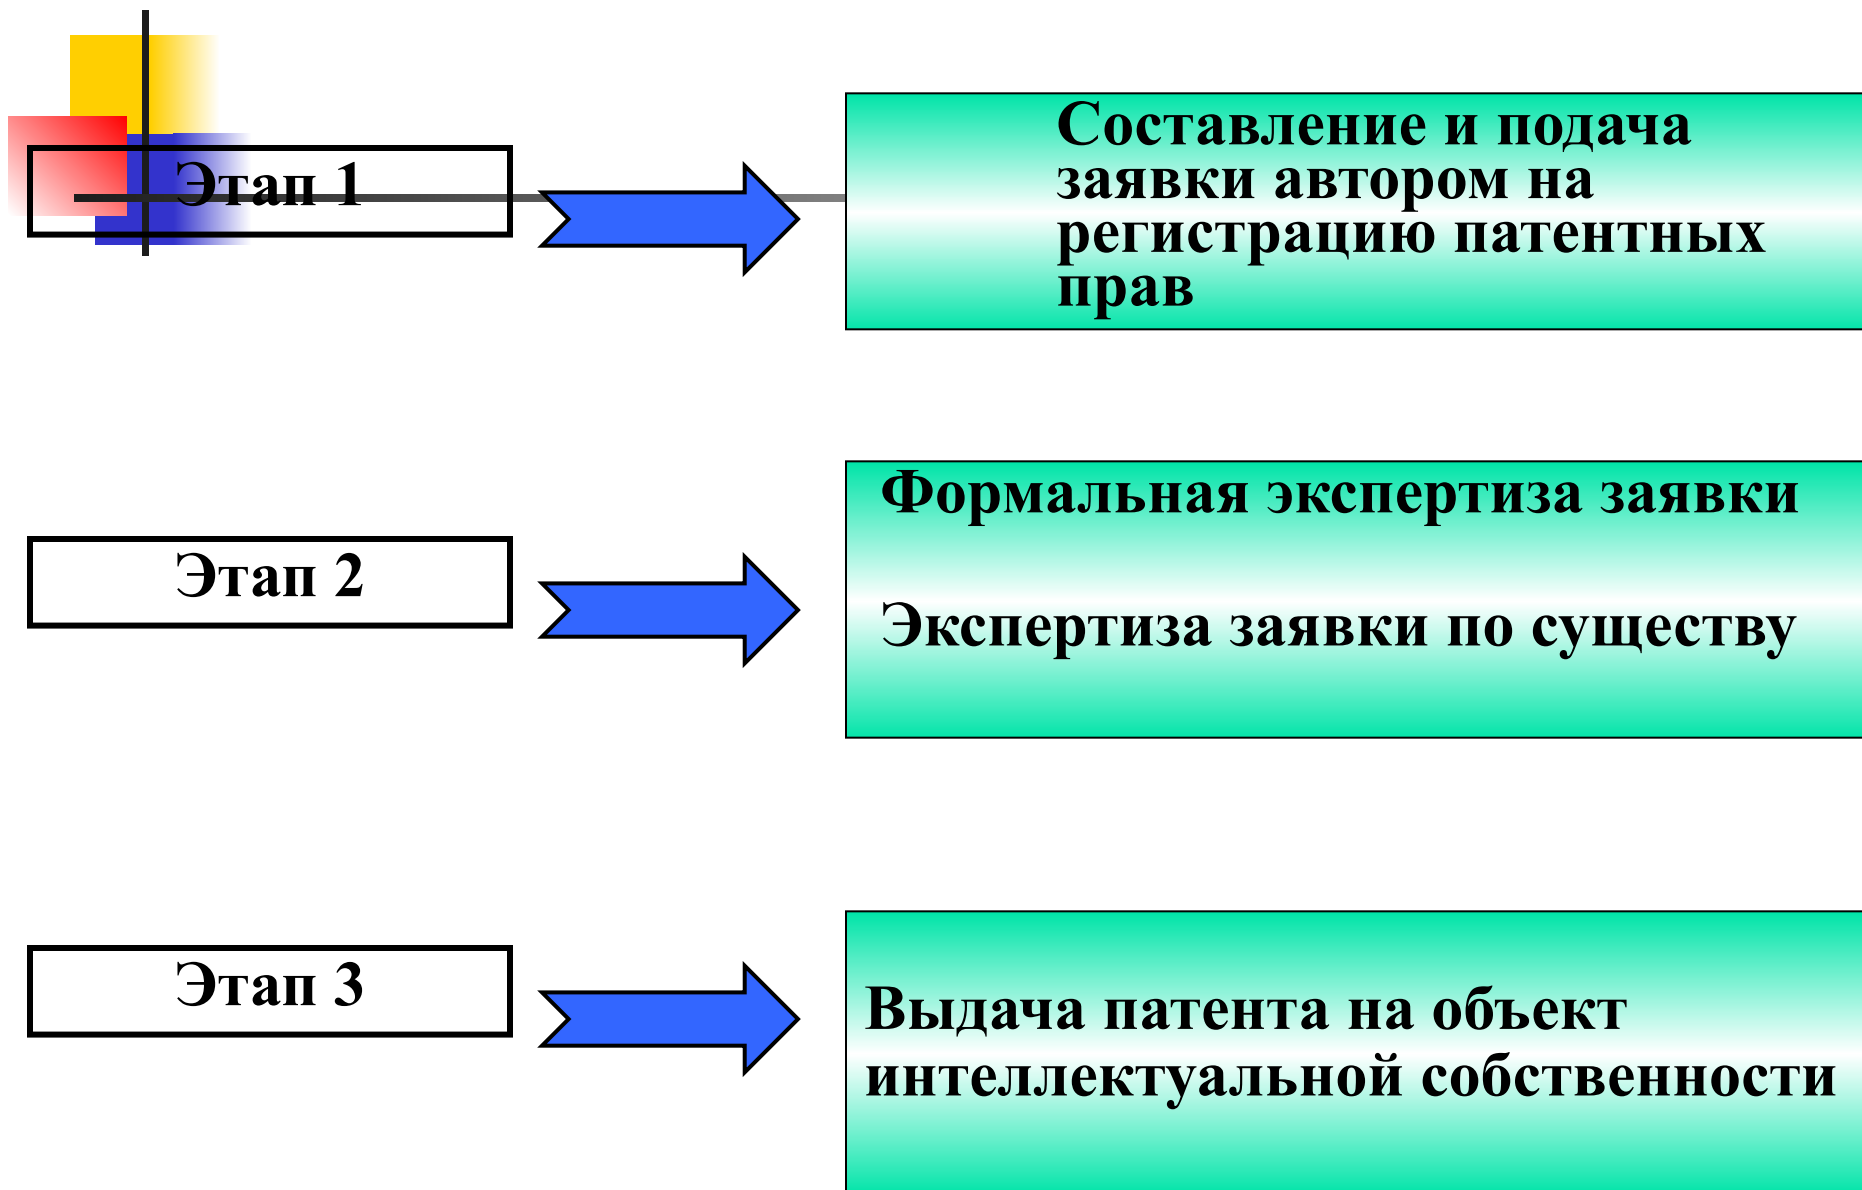 Этап 1
Составление и подача
заявки автором на
регистрацию патентных
прав
Этап 2
Формальная экспертиза заявки
Экспертиза заявки по существу
Этап 3
Выдача патента на объект
интеллектуальной собственности